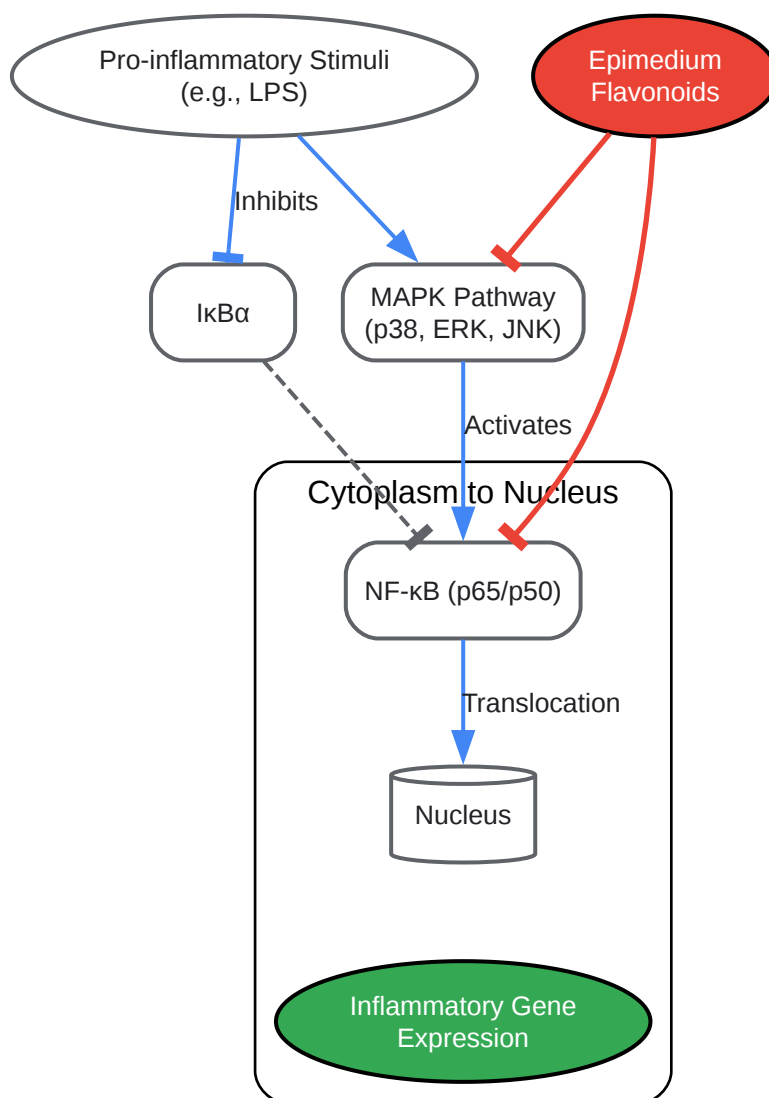 Pro-inflammatory Stimuli
(e.g., LPS)
Epimedium
Flavonoids
Inhibits
IκBα
MAPK Pathway
(p38, ERK, JNK)
Activates
Cytoplasm to Nucleus
NF-κB (p65/p50)
Translocation
Nucleus
Inflammatory Gene
Expression